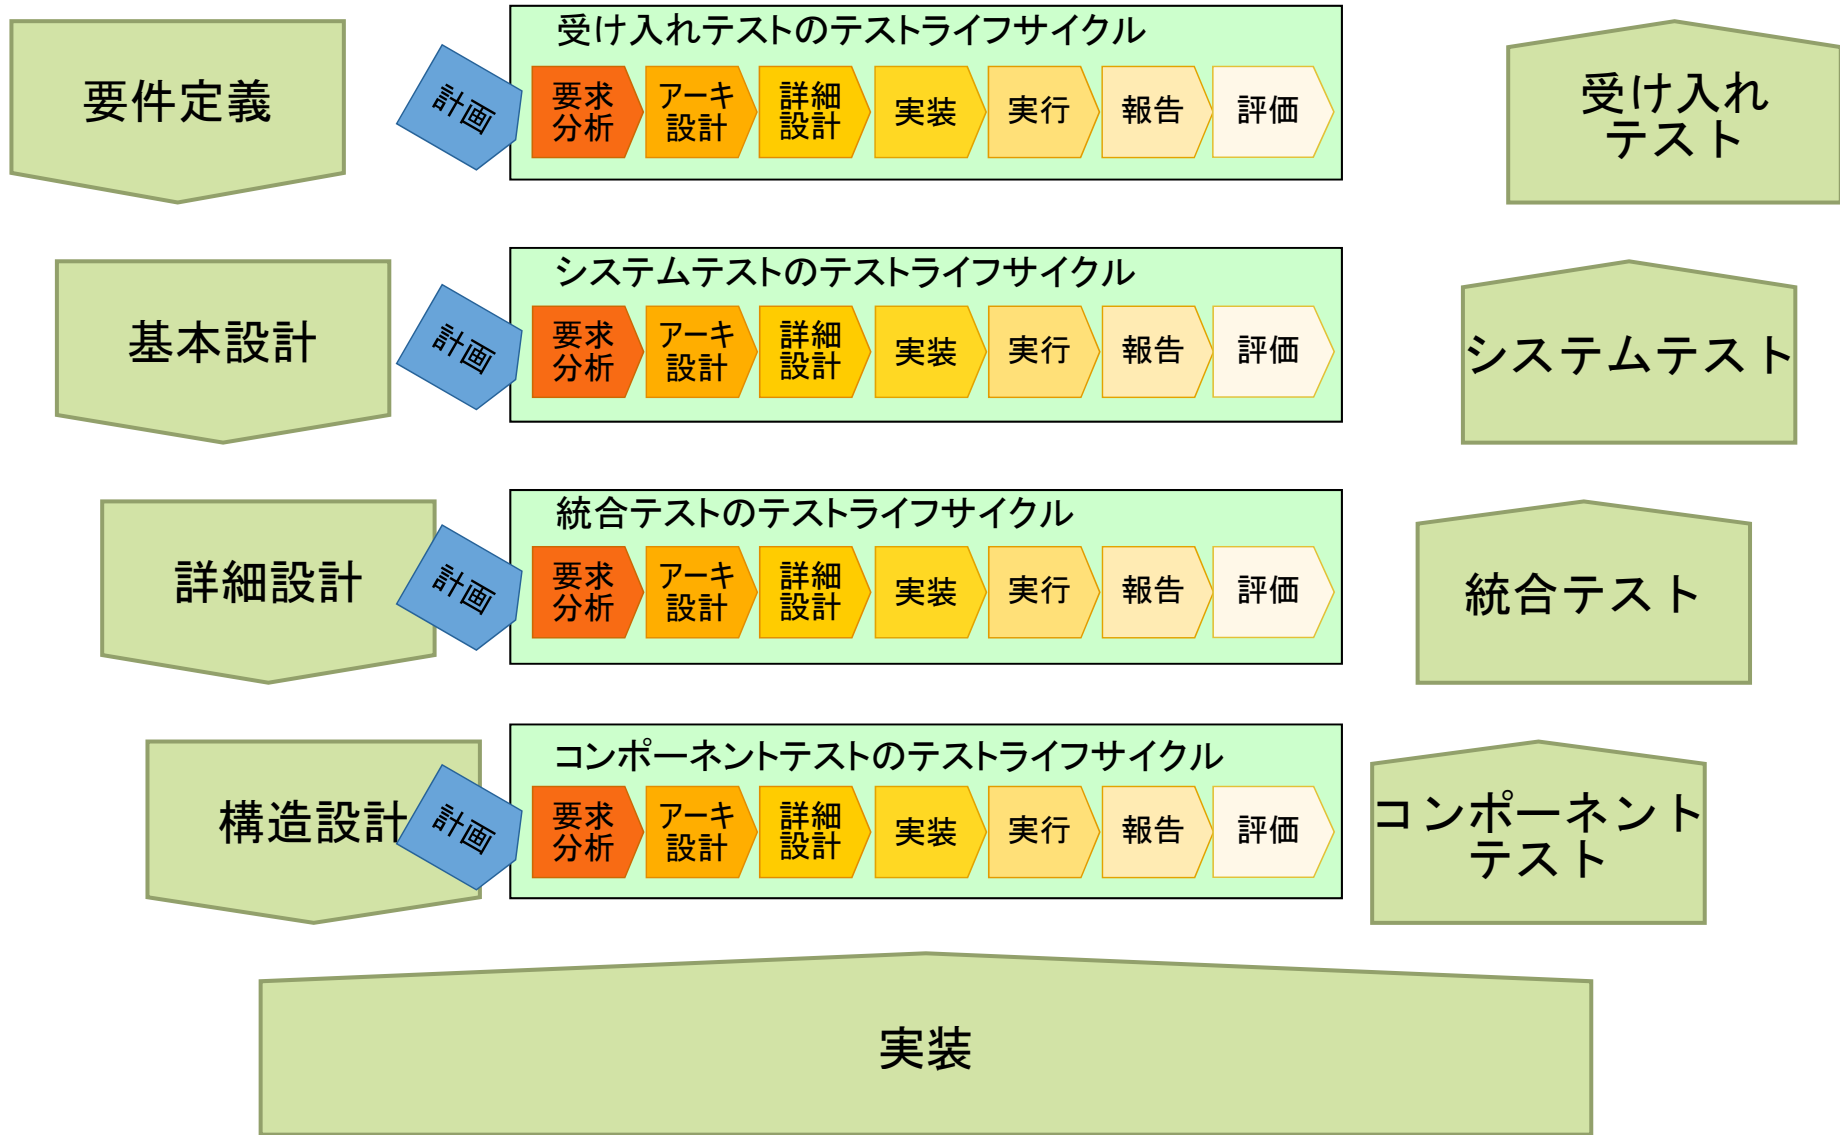 要件定義
計画
受け入れテストのテストライフサイクル
要求
分析
アーキ
設計
詳細
設計
実装
実行
報告
評価
受け入れ
テスト
基本設計
計画
システムテストのテストライフサイクル
要求
分析
アーキ
設計
詳細
設計
実装
実行
報告
評価
システムテスト
詳細設計
計画
統合テストのテストライフサイクル
要求
分析
アーキ
設計
詳細
設計
実装
実行
報告
評価
統合テスト
構造設計
計画
コンポーネントテストのテストライフサイクル
要求
分析
アーキ
設計
詳細
設計
実装
実行
報告
評価
コンポーネント
テスト
実装